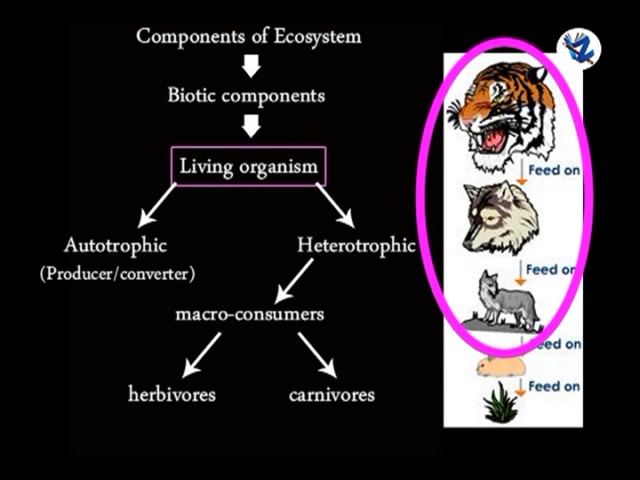 Components of Ecosystem
Biotic components
Living organism
Autotrophic
(Producer/converter)
Heterotrophic
macro-consumers
herbivores
carnivores
Feed on
Feed on
Feed on
Feed on